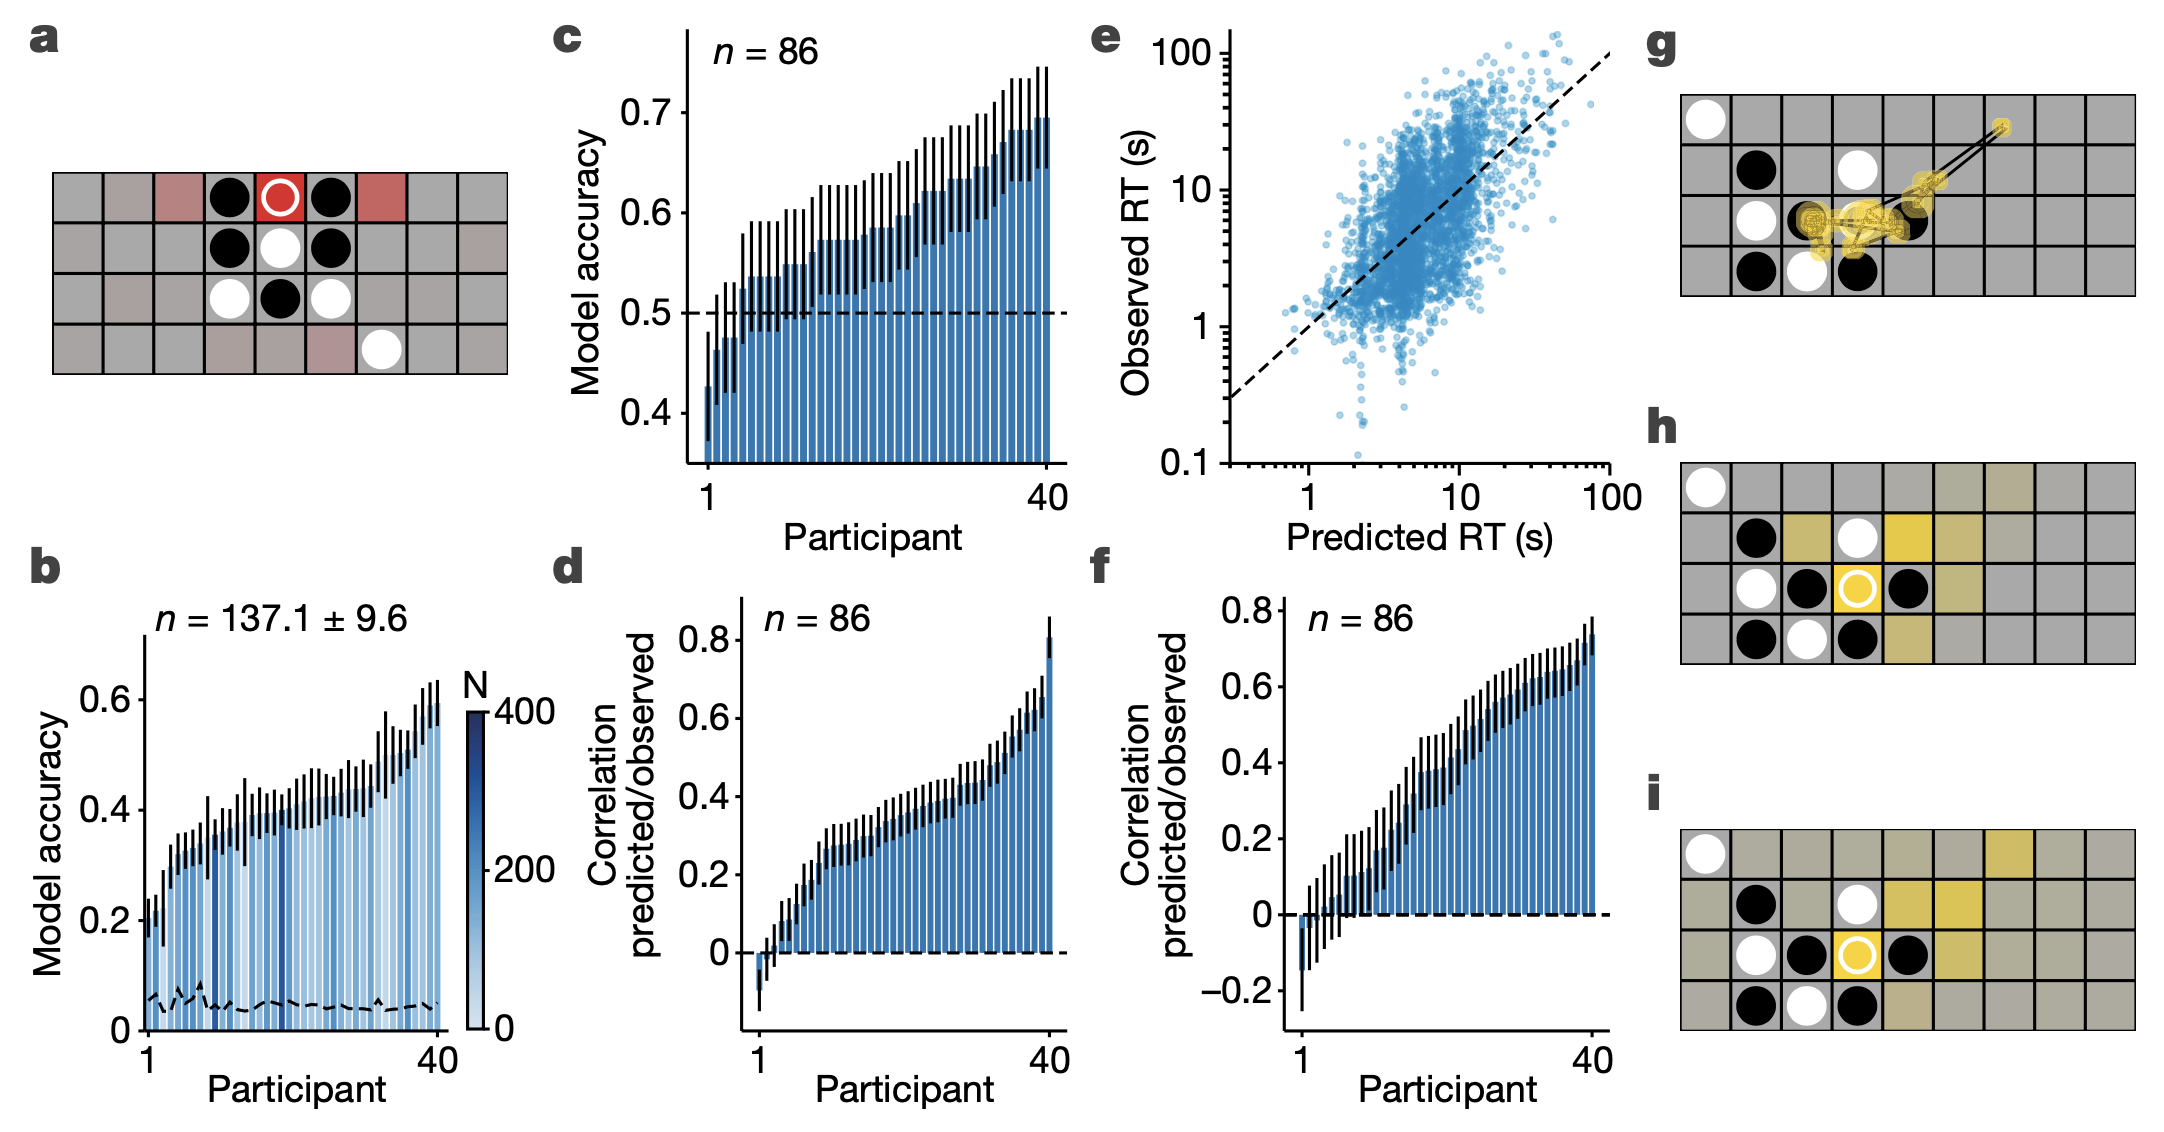 a
b
n = 137.1 ± 9.6
Model accuracy
0.6
0.4
0.2
0
1
40
Participant
N
400
200
0
c
n = 86
Model accuracy
0.7
0.6
0.5
0.4
1
40
Participant
d
n = 86
Correlation
predicted/observed
0.8
0.6
0.4
0.2
0
1
40
Participant
e
Observed RT (s)
100
10
1
0.1
1
10
100
Predicted RT (s)
f
n = 86
Correlation
predicted/observed
0.8
0.6
0.4
0.2
0
−0.2
1
40
Participant
g
h
i